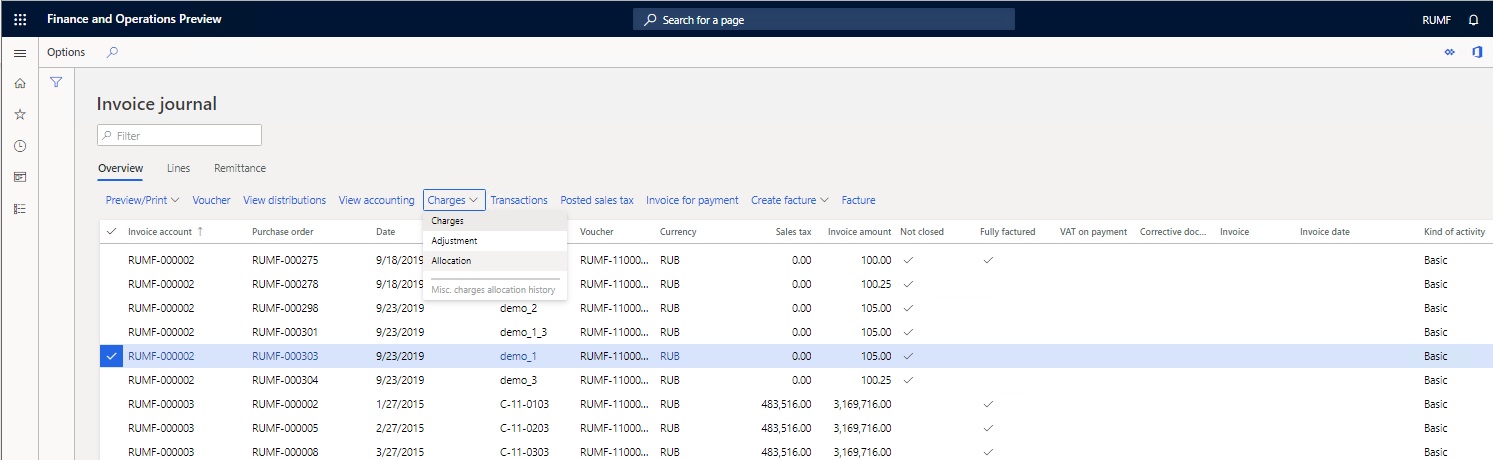 Finance and Operations Preview Search for a page RUMF
Options
Invoice journal
Filter
Overview Lines Remittance
Preview/Print Voucher View distributions View accounting Charges Transactions Posted sales tax Invoice for payment Create facture Facture
Charges
Adjustment
Allocation
Misc. charges allocation history
Invoice account Purchase order Date Voucher Currency Sales tax Invoice amount Not closed Fully factured VAT on payment Corrective doc... Invoice Invoice date Kind of activity
RUMF-000002 RUMF-000275 9/18/2019 RUMF-11000... RUB 0.00 100.00 Basic
RUMF-000002 RUMF-000278 9/18/2019 RUMF-11000... RUB 0.00 100.25 Basic
RUMF-000002 RUMF-000298 9/23/2019 demo_2 RUMF-11000... RUB 0.00 105.00 Basic
RUMF-000002 RUMF-000301 9/23/2019 demo_1_3 RUMF-11000... RUB 0.00 105.00 Basic
RUMF-000002 RUMF-000303 9/23/2019 demo_1 RUMF-11000... RUB 0.00 105.00 Basic
RUMF-000002 RUMF-000304 9/23/2019 demo_3 RUMF-11000... RUB 0.00 100.25 Basic
RUMF-000003 RUMF-000002 1/27/2015 C-11-0103 RUMF-11000... RUB 483,516.00 3,169,716.00 Basic
RUMF-000003 RUMF-000005 2/27/2015 C-11-0203 RUMF-11000... RUB 483,516.00 3,169,716.00 Basic
RUMF-000003 RUMF-000008 3/27/2015 C-11-0303 RUMF-11000... RUB 483,516.00 3,169,716.00 Basic